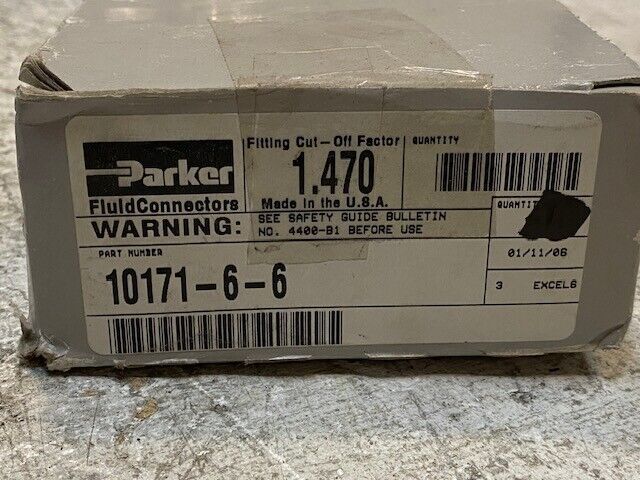 Parker
FluidConnectors
Fitting Cut-Off Factor
1.470
Made in the U.S.A.
QUANTITY
WARNING: SEE SAFETY GUIDE BULLETIN
NO. 4400-B1 BEFORE USE
QUANTIT
PART NUMBER
10171-6-6
01/11/06
3 EXCEL6